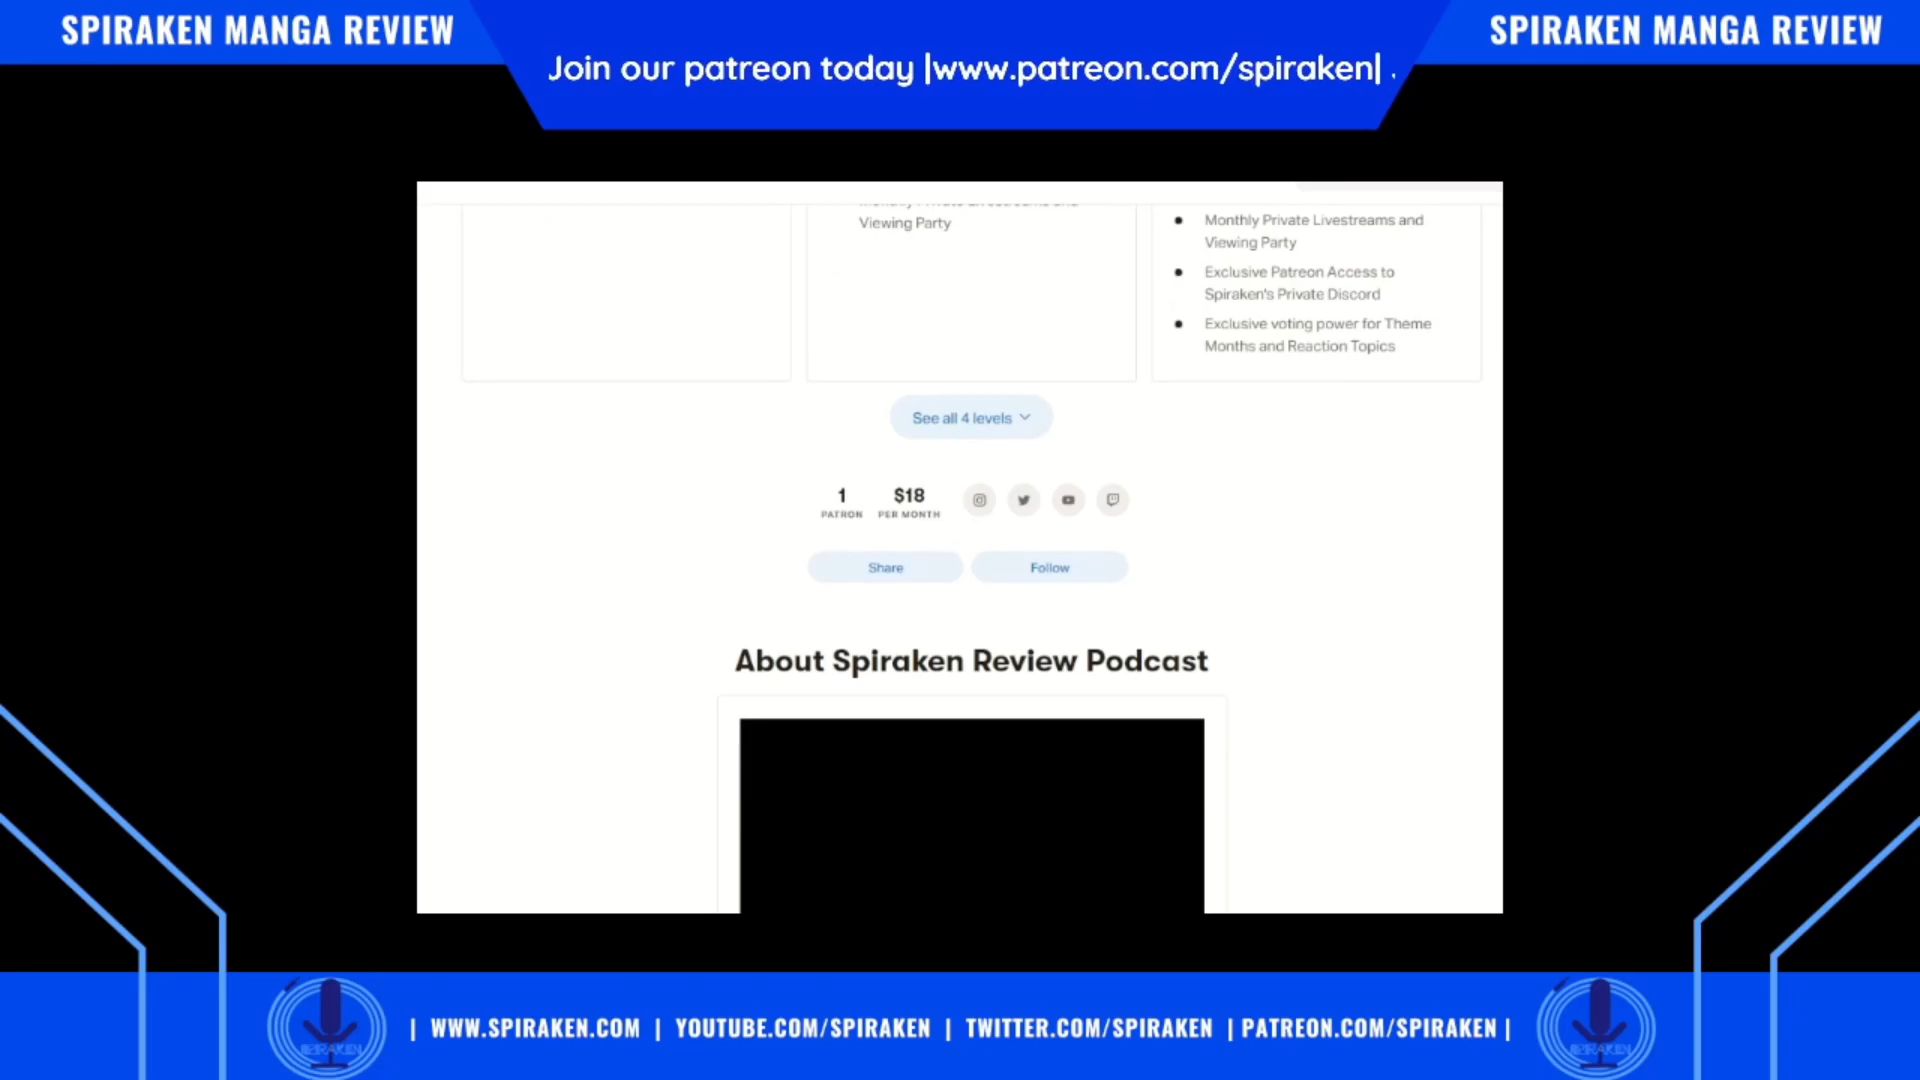 SPIRAKEN MANGA REVIEW
SPIRAKEN MANGA REVIEW
Join our patreon today |www.patreon.com/spiraken|
Viewing Party
Monthly Private Livestreams and
Viewing Party
Exclusive Patreon Access to
Spiraken's Private Discord
Exclusive voting power for Theme
Months and Reaction Topics
See all 4 levels
1
PATRON
$18
PER MONTH
Share
Follow
About Spiraken Review Podcast
SPIRAKEN
| WWW.SPIRAKEN.COM | YOUTUBE.COM/SPIRAKEN | TWITTER.COM/SPIRAKEN | PATREON.COM/SPIRAKEN |
SPIRAKEN